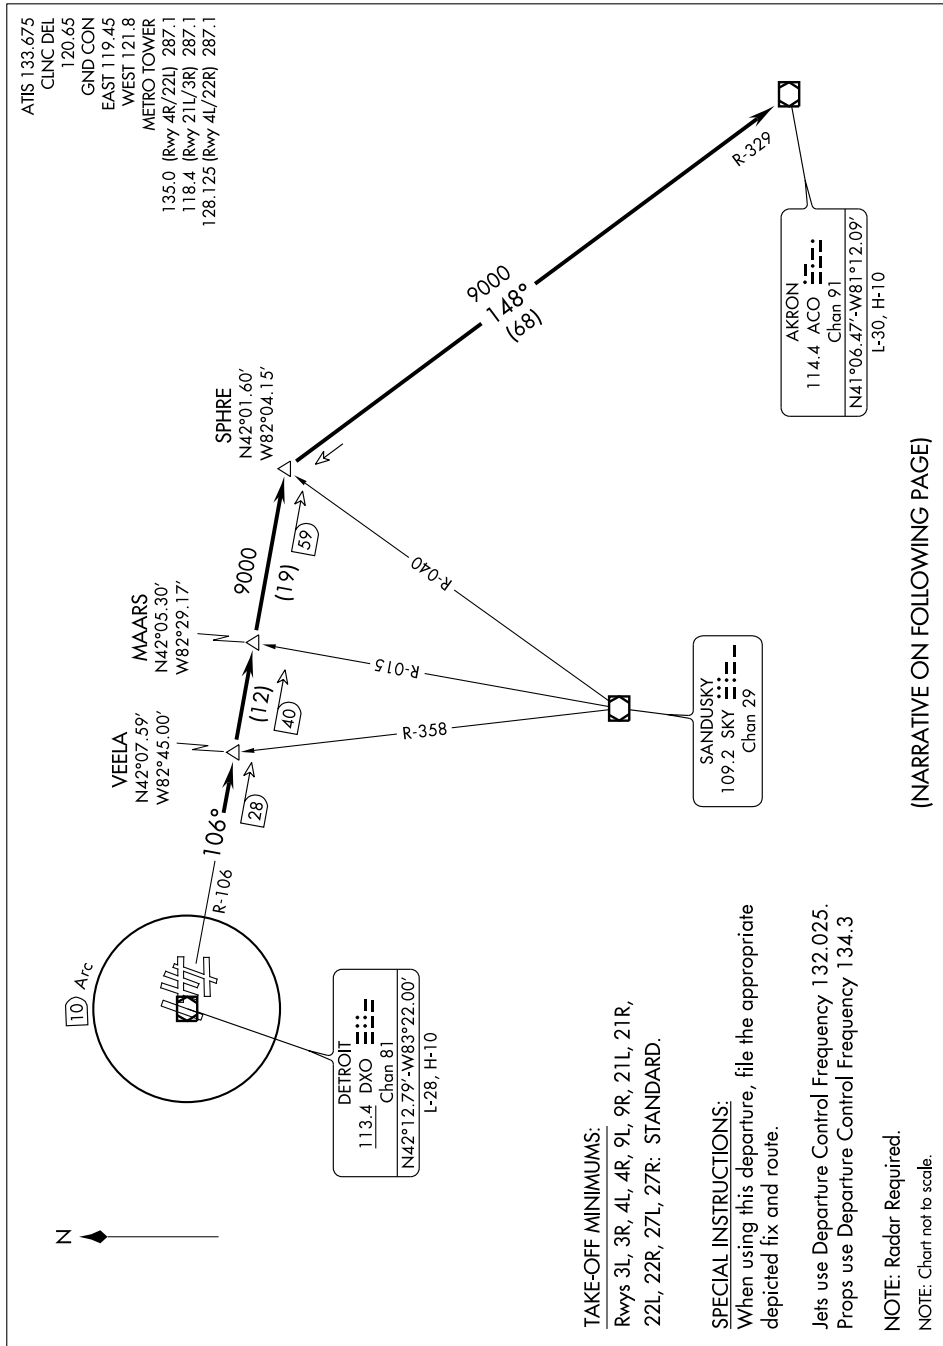 ATIS 133.675
CLNC DEL
120.65
GND CON
EAST 119.45
WEST 121.8
METRO TOWER
135.0 (Rwy 4R/22L) 287.1
118.4 (Rwy 21L/3R) 287.1
128.125 (Rwy 4L/22R) 287.1
N
10 Arc
R-106
106°
VEELA
N42°07.59'
W82°45.00'
28
(12)
40
MAARS
N42°05.30'
W82°29.17'
9000
(19)
59
SPHRE
N42°01.60'
W82°04.15'
9000
148°
(68)
R-329
R-358
R-015
R-040
DETROIT
113.4 DXO
Chan 81
N42°12.79'-W83°22.00'
L-28, H-10
SANDUSKY
109.2 SKY
Chan 29
AKRON
114.4 ACO
Chan 91
N41°06.47'-W81°12.09'
L-30, H-10
TAKE-OFF MINIMUMS:
Rwys 3L, 3R, 4L, 4R, 9L, 9R, 21L, 21R,
22L, 22R, 27L, 27R: STANDARD.
SPECIAL INSTRUCTIONS:
When using this departure, file the appropriate
depicted fix and route.
Jets use Departure Control Frequency 132.025.
Props use Departure Control Frequency 134.3
NOTE: Radar Required.
NOTE: Chart not to scale.
(NARRATIVE ON FOLLOWING PAGE)